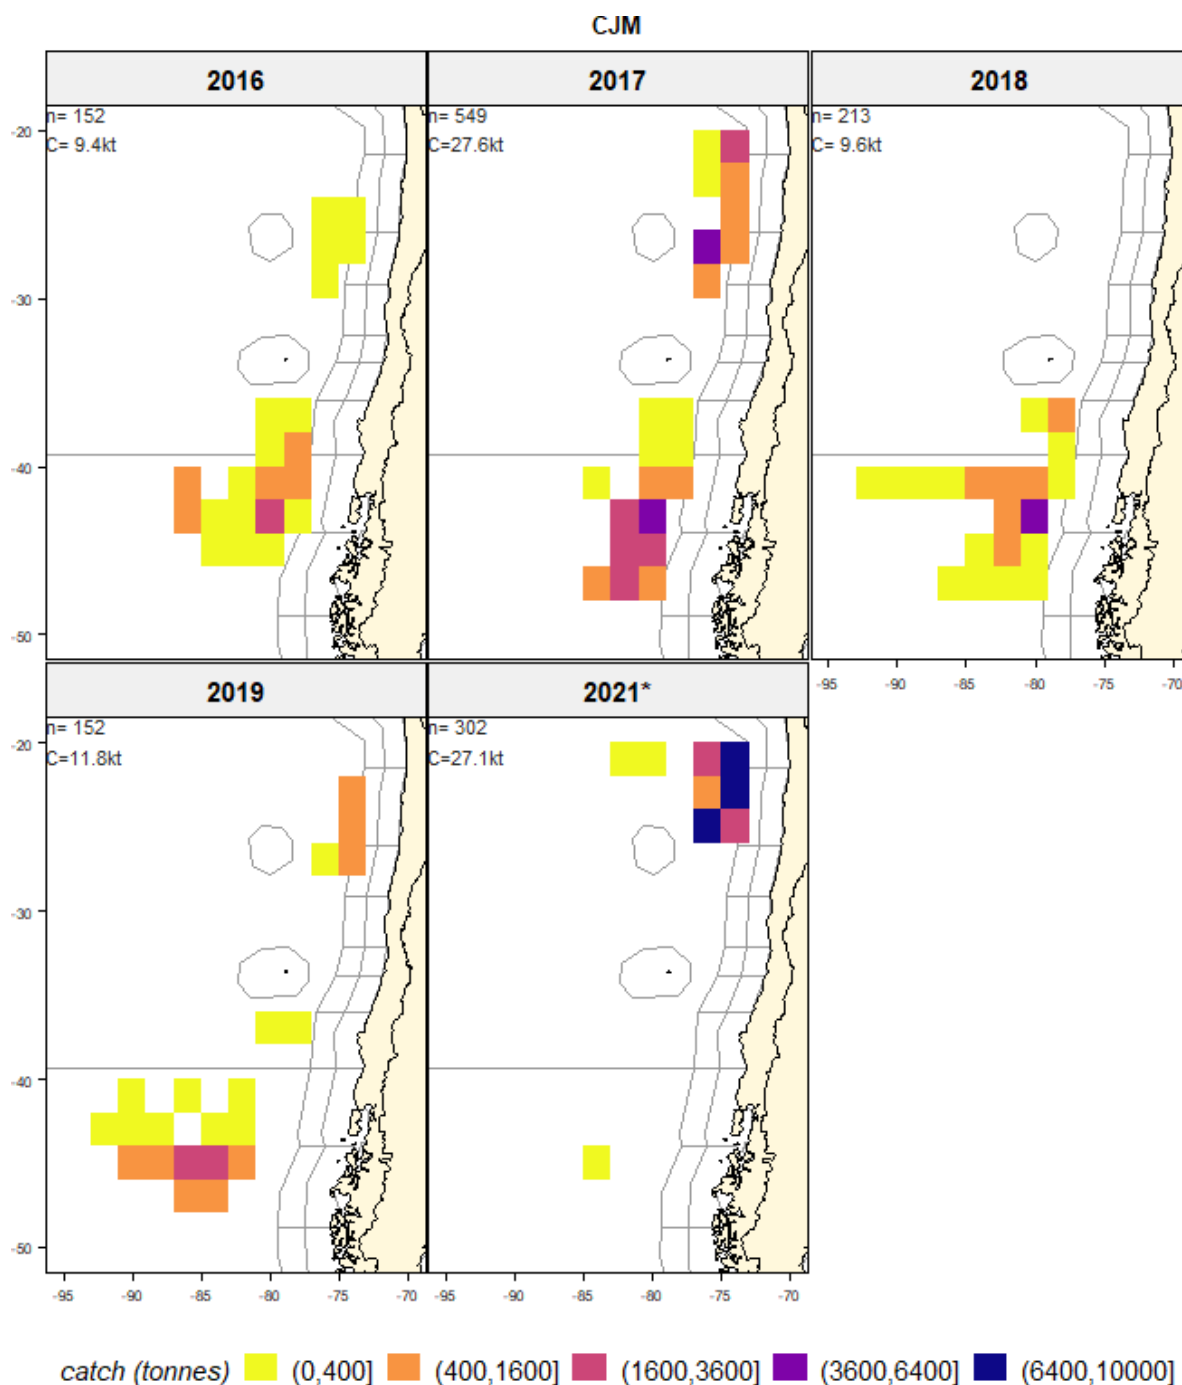 CJM
2016 2017 2018
n= 152 n= 549 n= 213
C= 9.4kt C=27.6kt C= 9.6kt
-20
-30
-40
-50
-95 -90 -85 -80 -75 -70
2019 2021*
n= 152 n= 302
C=11.8kt C=27.1kt
-20
-30
-40
-50
-95 -90 -85 -80 -75 -70 -95 -90 -85 -80 -75 -70
catch (tonnes) (0,400] (400,1600] (1600,3600] (3600,6400] (6400,10000]